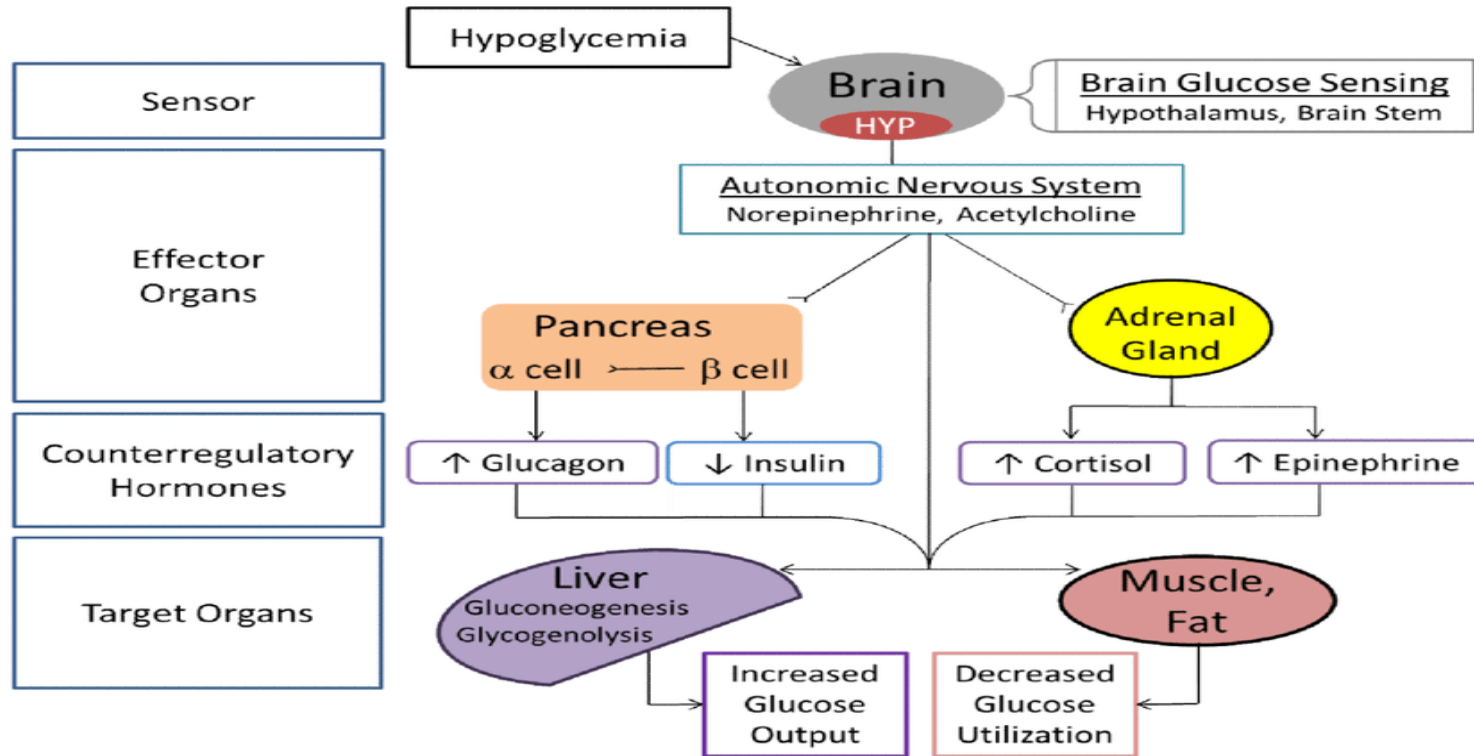 Hypoglycemia
Sensor
Brain
HYP
Brain Glucose Sensing
Hypothalamus, Brain Stem
Autonomic Nervous System
Norepinephrine, Acetylcholine
Effector
Organs
Pancreas
α cell
β cell
Adrenal
Gland
Counterregulatory
Hormones
↑ Glucagon
↓ Insulin
↑ Cortisol
↑ Epinephrine
Target Organs
Liver
Gluconeogenesis
Glycogenolysis
Muscle,
Fat
Increased
Glucose
Output
Decreased
Glucose
Utilization